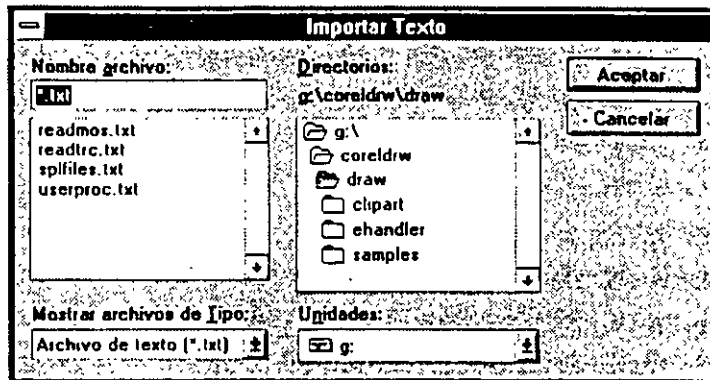 Importar Texto
Nombre archivo:
*.txt
readmos.txt
readtrc.txt
splfiles.txt
userproc.txt
Mostrar archivos de Tipo:
Archivo de texto (*.txt)
Directorios:
g:\coreldrw\draw
g:\
coreldrw
draw
clipart
ehandler
samples
Unidades:
g:
Aceptar
Cancelar